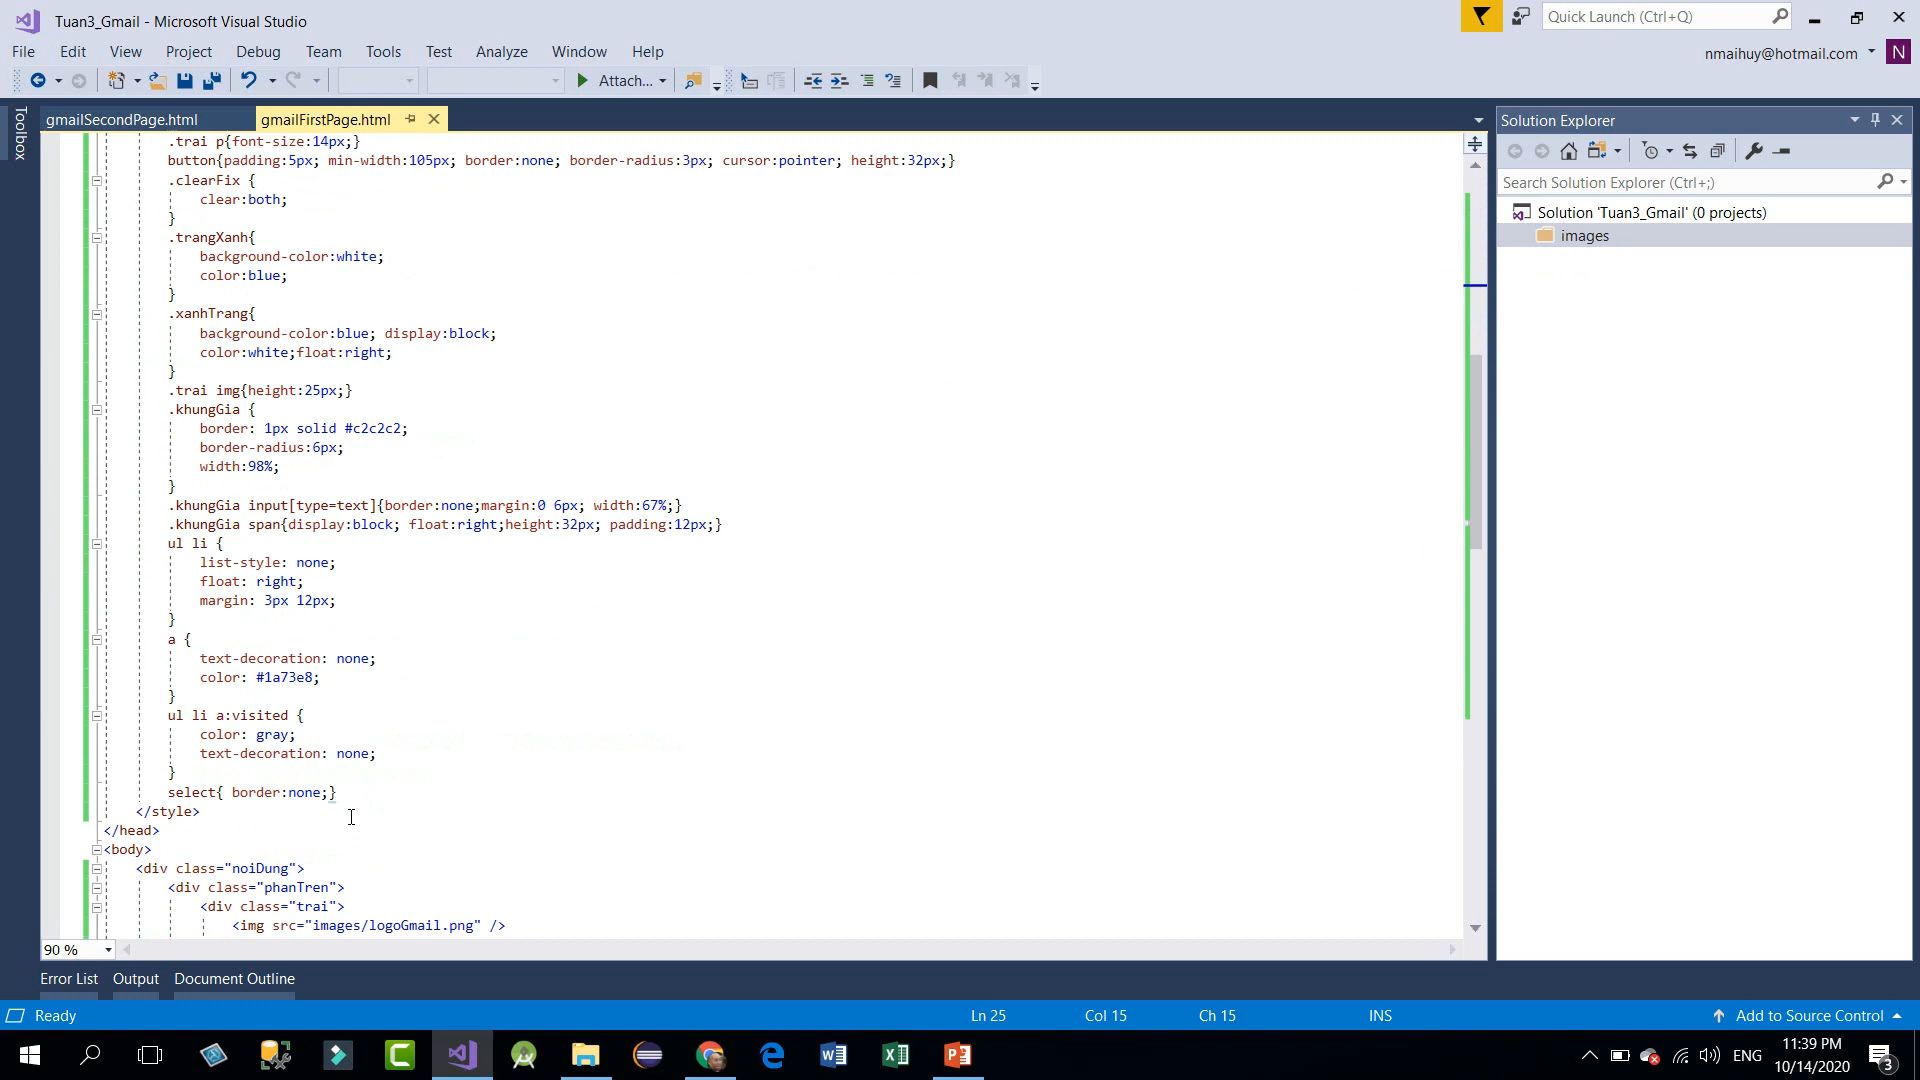 Tuan3_Gmail - Microsoft Visual Studio
Quick Launch (Ctrl+Q)
File Edit View Project Debug Team Tools Test Analyze Window Help
nmaihuy@hotmail.com N
Attach...
Toolbox
gmailSecondPage.html gmailFirstPage.html
.trai p{font-size:14px;}
button{padding:5px; min-width:105px; border:none; border-radius:3px; cursor:pointer; height:32px;}
.clearFix {
clear:both;
}
.trangXanh{
background-color:white;
color:blue;
}
.xanhTrang{
background-color:blue; display:block;
color:white;float:right;
}
.trai img{height:25px;}
.khungGia {
border: 1px solid #c2c2c2;
border-radius:6px;
width:98%;
}
.khungGia input[type=text]{border:none;margin:0 6px; width:67%;}
.khungGia span{display:block; float:right;height:32px; padding:12px;}
ul li {
list-style: none;
float: right;
margin: 3px 12px;
}
a {
text-decoration: none;
color: #1a73e8;
}
ul li a:visited {
color: gray;
text-decoration: none;
}
select{ border:none;}
</style>
</head>
<body>
<div class="noiDung">
<div class="phanTren">
<div class="trai">
<img src="images/logoGmail.png" />
90 %
Solution Explorer
Search Solution Explorer (Ctrl+;)
Solution 'Tuan3_Gmail' (0 projects)
images
Error List Output Document Outline
Ready Ln 25 Col 15 Ch 15 INS Add to Source Control
ENG
11:39 PM
10/14/2020
3